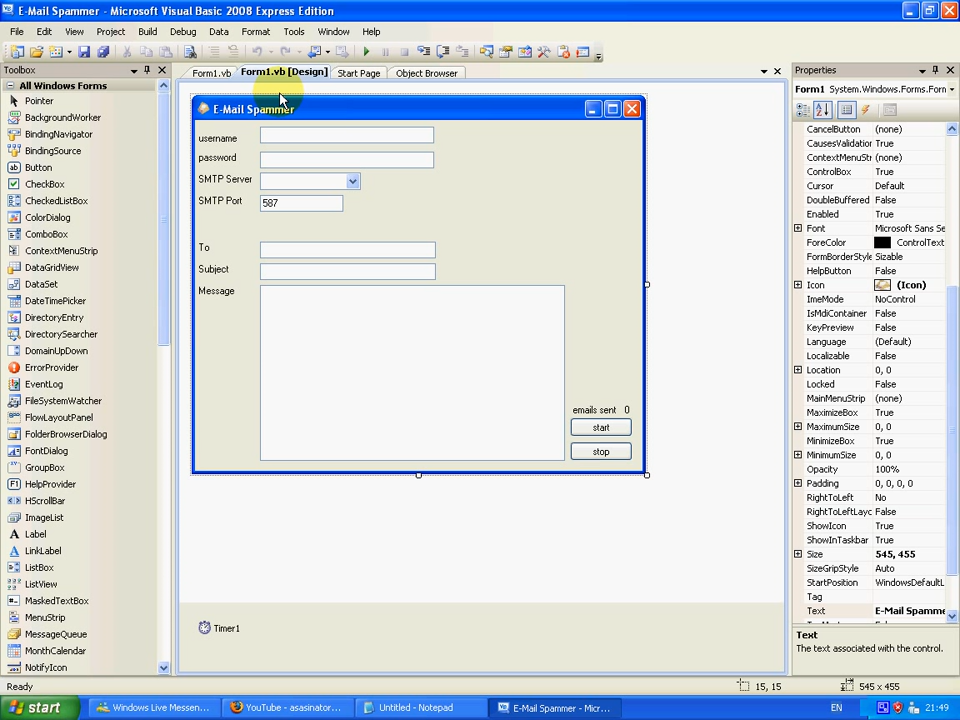 E-Mail Spammer - Microsoft Visual Basic 2008 Express Edition
File Edit View Project Build Debug Data Format Tools Window Help
Toolbox
All Windows Forms
Pointer
BackgroundWorker
BindingNavigator
BindingSource
Button
CheckBox
CheckedListBox
ColorDialog
ComboBox
ContextMenuStrip
DataGridView
DataSet
DateTimePicker
DirectoryEntry
DirectorySearcher
DomainUpDown
ErrorProvider
EventLog
FileSystemWatcher
FlowLayoutPanel
FolderBrowserDialog
FontDialog
GroupBox
HelpProvider
HScrollBar
ImageList
Label
LinkLabel
ListBox
ListView
MaskedTextBox
MenuStrip
MessageQueue
MonthCalendar
NotifyIcon
Form1.vb Form1.vb [Design] Start Page Object Browser
E-Mail Spammer
username
password
SMTP Server
SMTP Port 587
To
Subject
Message
emails sent 0
start
stop
Timer1
Properties
Form1 System.Windows.Forms.Form
CancelButton (none)
CausesValidation True
ContextMenuStr (none)
ControlBox True
Cursor Default
DoubleBuffered False
Enabled True
Font Microsoft Sans Se
ForeColor ControlText
FormBorderStyle Sizable
HelpButton False
Icon (Icon)
ImeMode NoControl
IsMdiContainer False
KeyPreview False
Language (Default)
Localizable False
Location 0, 0
Locked False
MainMenuStrip (none)
MaximizeBox True
MaximumSize 0, 0
MinimizeBox True
MinimumSize 0, 0
Opacity 100%
Padding 0, 0, 0, 0
RightToLeft No
RightToLeftLayc False
ShowIcon True
ShowInTaskbar True
Size 545, 455
SizeGripStyle Auto
StartPosition WindowsDefaultL
Tag
Text E-Mail Spamme
Text
The text associated with the control.
Ready 15, 15 545 x 455
start Windows Live Messen... YouTube - asasinator... Untitled - Notepad E-Mail Spammer - Mic... EN 21:49